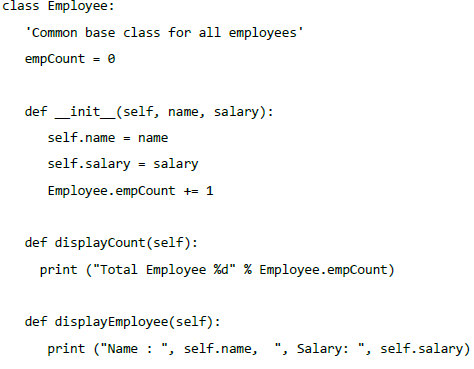 class Employee:
   'Common base class for all employees'
   empCount = 0

   def __init__(self, name, salary):
      self.name = name
      self.salary = salary
      Employee.empCount += 1

   def displayCount(self):
     print ("Total Employee %d" % Employee.empCount)

   def displayEmployee(self):
      print ("Name : ", self.name,  ", Salary: ", self.salary)